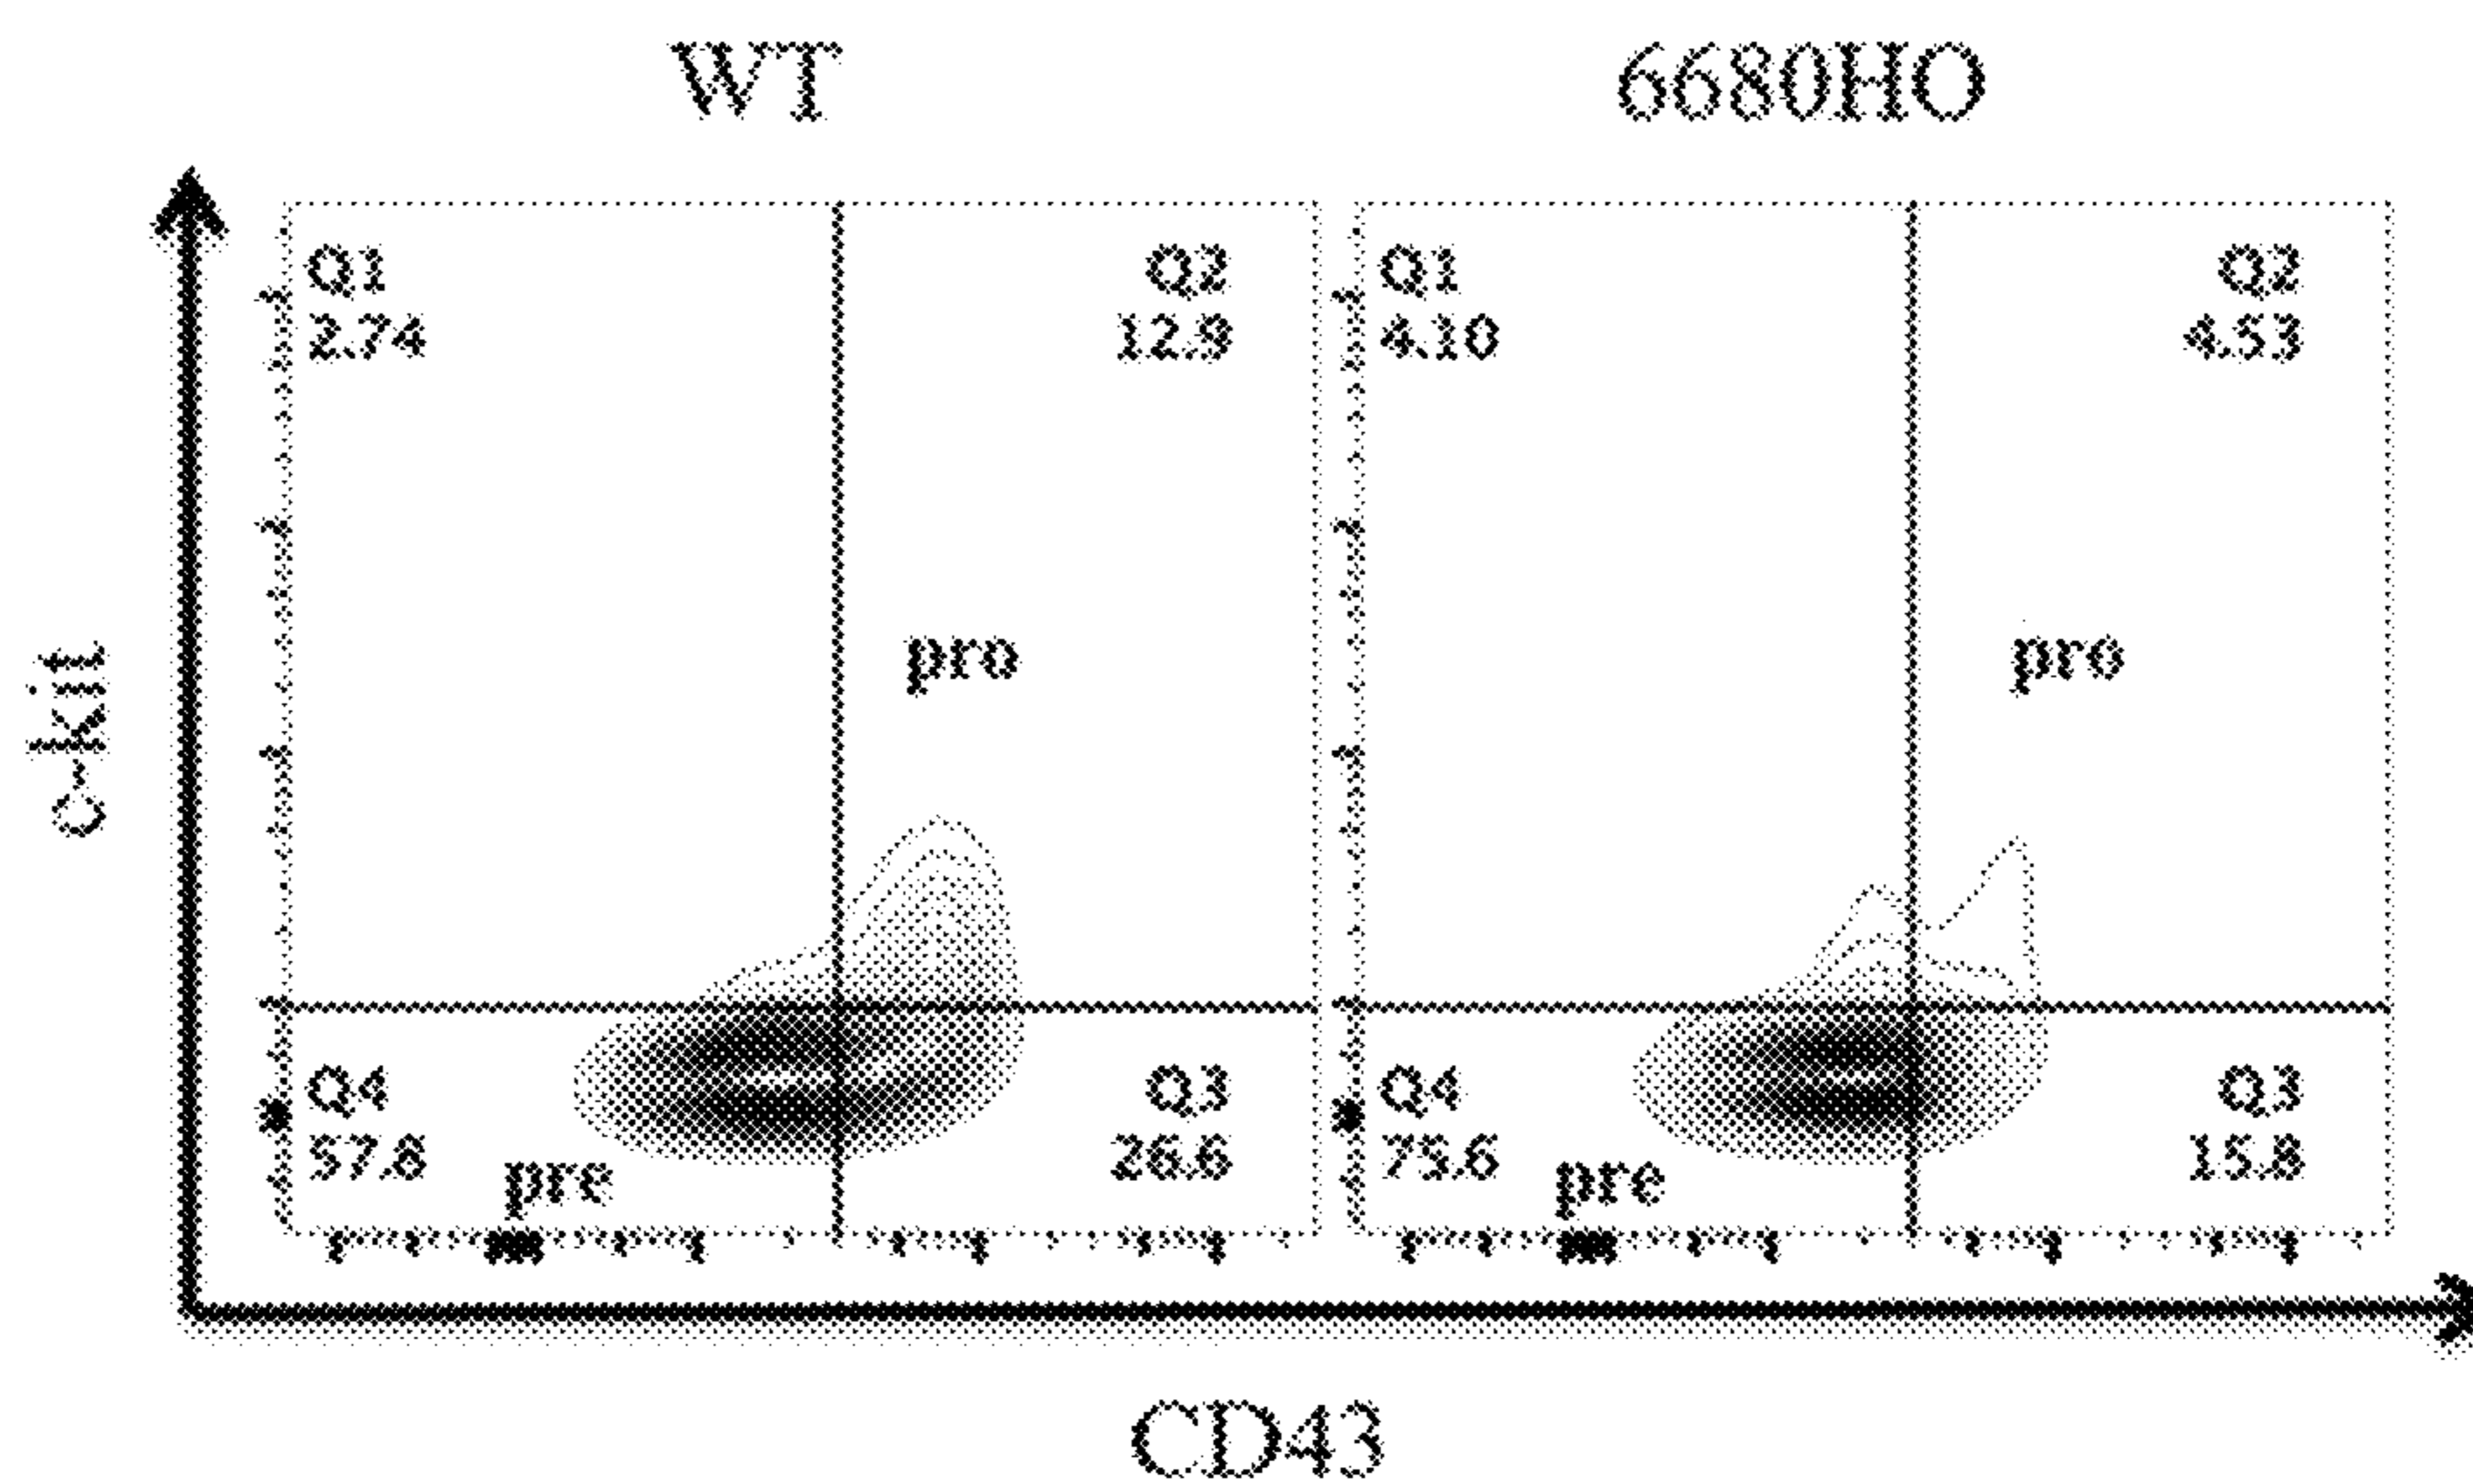 WT
6680HO
Q1
2.74
Q2
12.9
Q1
4.10
Q2
4.53
c-kit
pro
pro
Q4
57.8
pre
Q3
26.6
Q4
75.6
pre
Q3
15.8
CD43